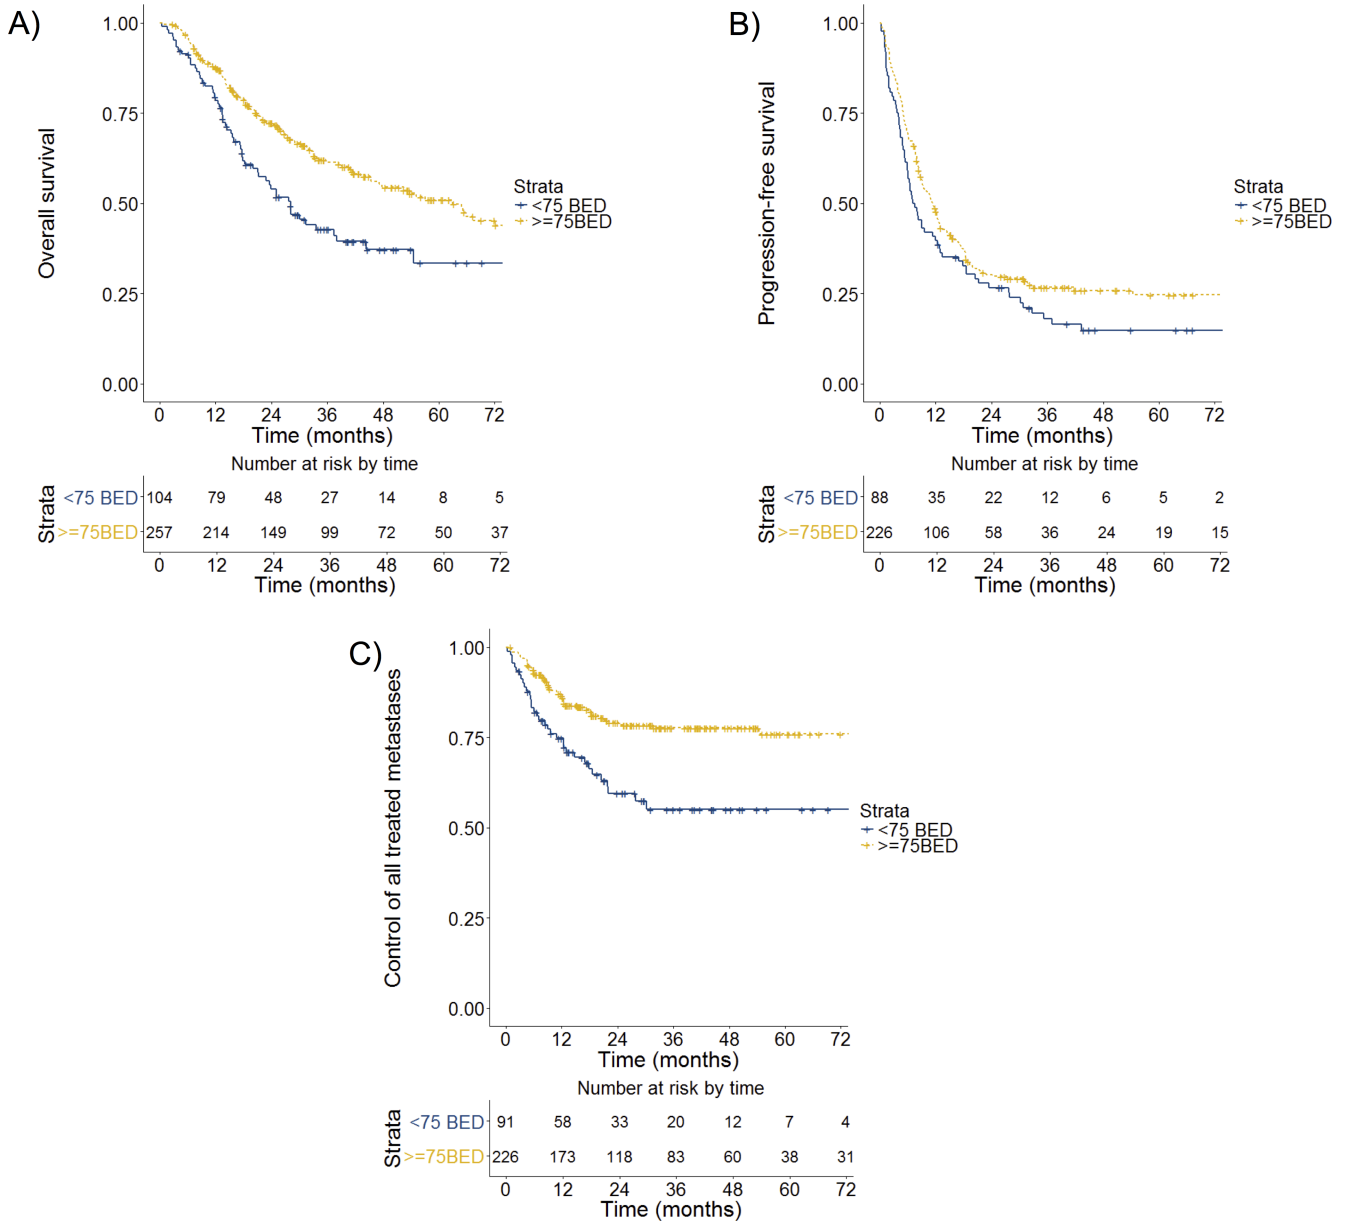 A)
Overall survival
1.00
0.75
0.50
0.25
0.00
0 12 24 36 48 60 72
Time (months)
Strata
<75 BED
>=75BED
Number at risk by time
Strata
<75 BED 104 79 48 27 14 8 5
>=75BED 257 214 149 99 72 50 37
0 12 24 36 48 60 72
Time (months)
B)
Progression-free survival
1.00
0.75
0.50
0.25
0.00
0 12 24 36 48 60 72
Time (months)
Strata
<75 BED
>=75BED
Number at risk by time
Strata
<75 BED 88 35 22 12 6 5 2
>=75BED 226 106 58 36 24 19 15
0 12 24 36 48 60 72
Time (months)
C)
Control of all treated metastases
1.00
0.75
0.50
0.25
0.00
0 12 24 36 48 60 72
Time (months)
Strata
<75 BED
>=75BED
Number at risk by time
Strata
<75 BED 91 58 33 20 12 7 4
>=75BED 226 173 118 83 60 38 31
0 12 24 36 48 60 72
Time (months)